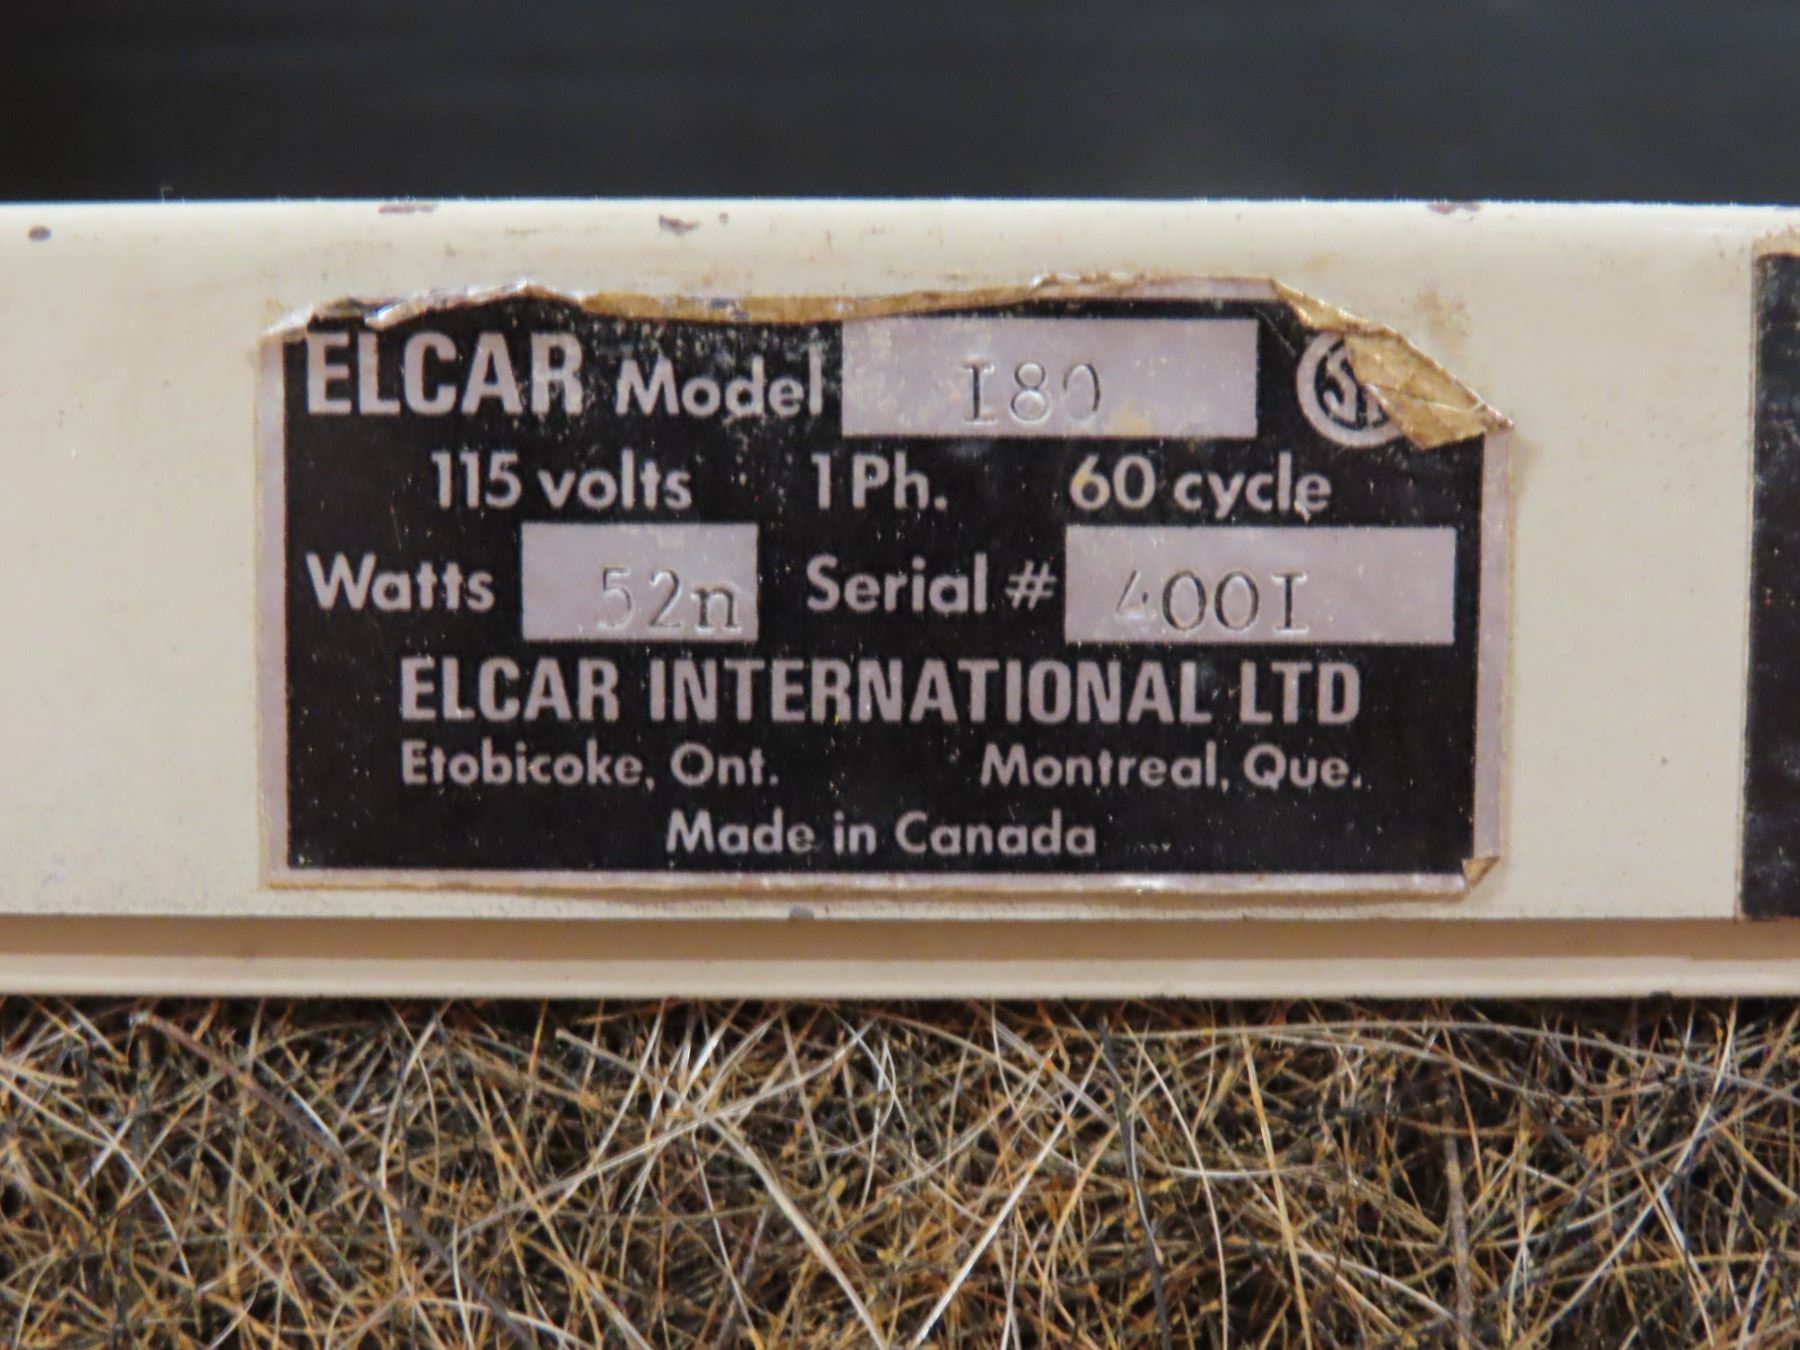 ELCAR Model I80
115 volts 1 Ph. 60 cycle
Watts 52n Serial # 400I
ELCAR INTERNATIONAL LTD
Etobicoke, Ont. Montreal, Que.
Made in Canada